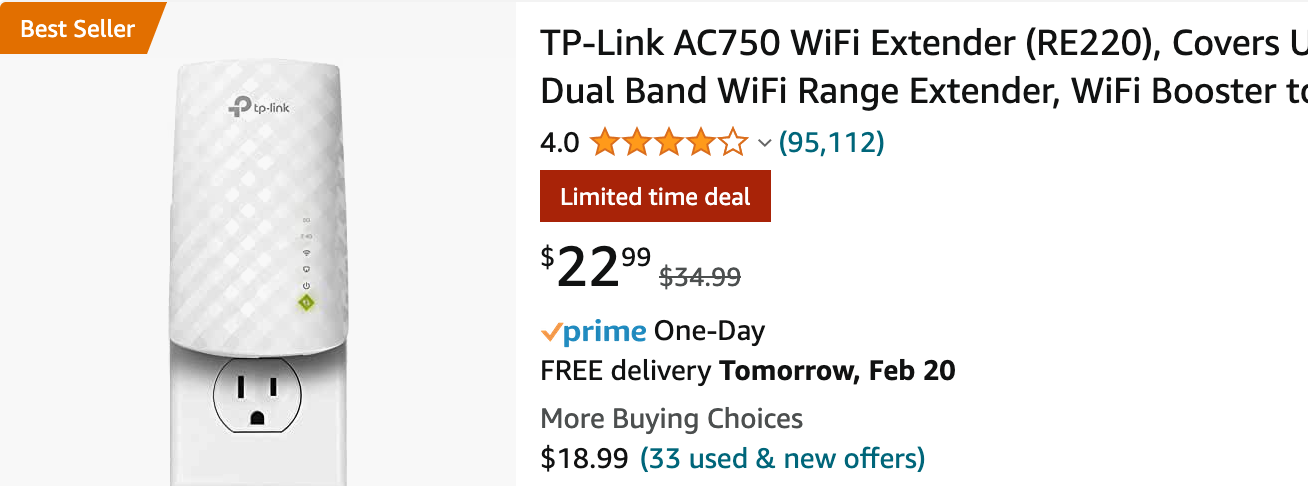 Best Seller
tp-link
TP-Link AC750 WiFi Extender (RE220), Covers U
Dual Band WiFi Range Extender, WiFi Booster to
4.0 (95,112)
Limited time deal
$22.99 $34.99
prime One-Day
FREE delivery Tomorrow, Feb 20
More Buying Choices
$18.99 (33 used & new offers)